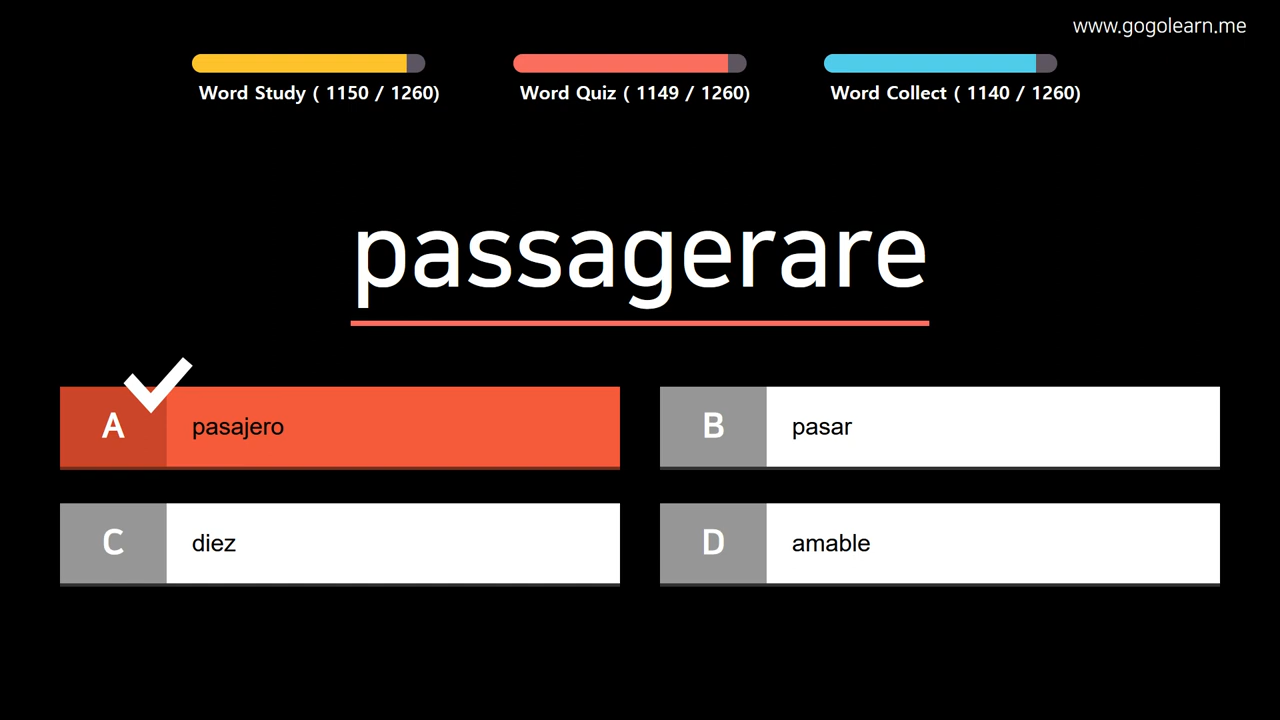 www.gogolearn.me
Word Study ( 1150 / 1260)
Word Quiz ( 1149 / 1260)
Word Collect ( 1140 / 1260)
passagerare
A pasajero
B pasar
C diez
D amable